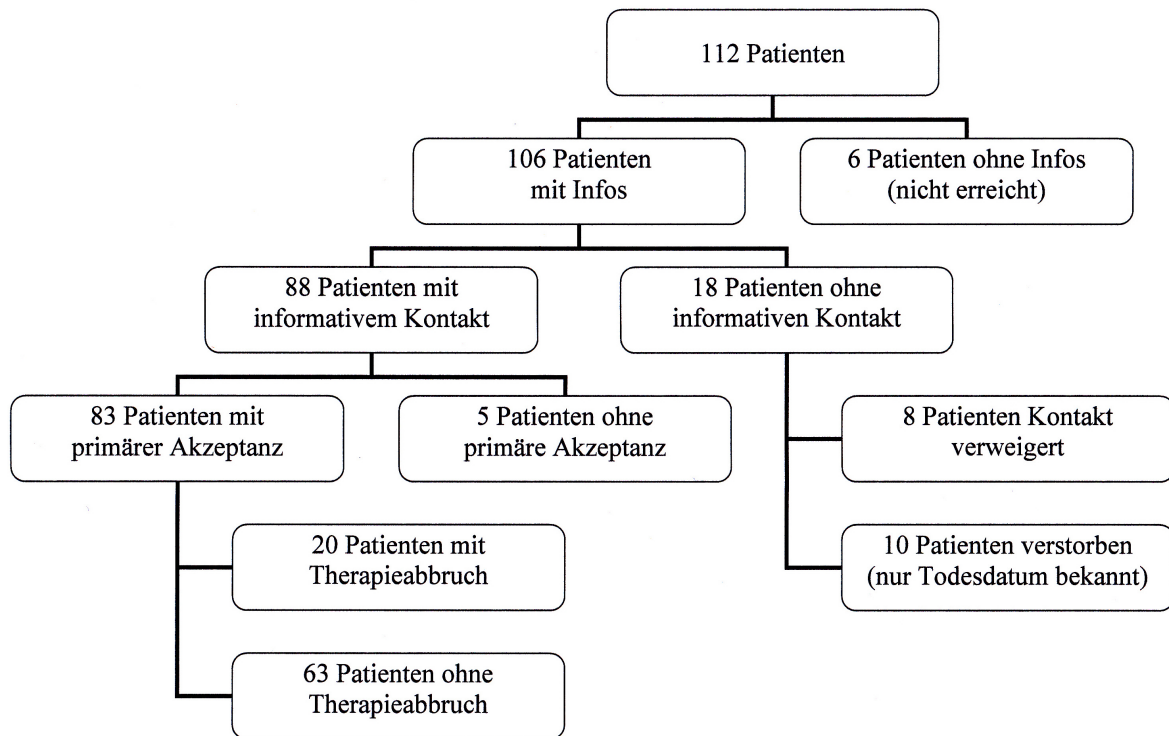 112 Patienten
106 Patienten
mit Infos
6 Patienten ohne Infos
(nicht erreicht)
88 Patienten mit
informativem Kontakt
18 Patienten ohne
informativen Kontakt
83 Patienten mit
primärer Akzeptanz
5 Patienten ohne
primäre Akzeptanz
8 Patienten Kontakt
verweigert
20 Patienten mit
Therapieabbruch
10 Patienten verstorben
(nur Todesdatum bekannt)
63 Patienten ohne
Therapieabbruch